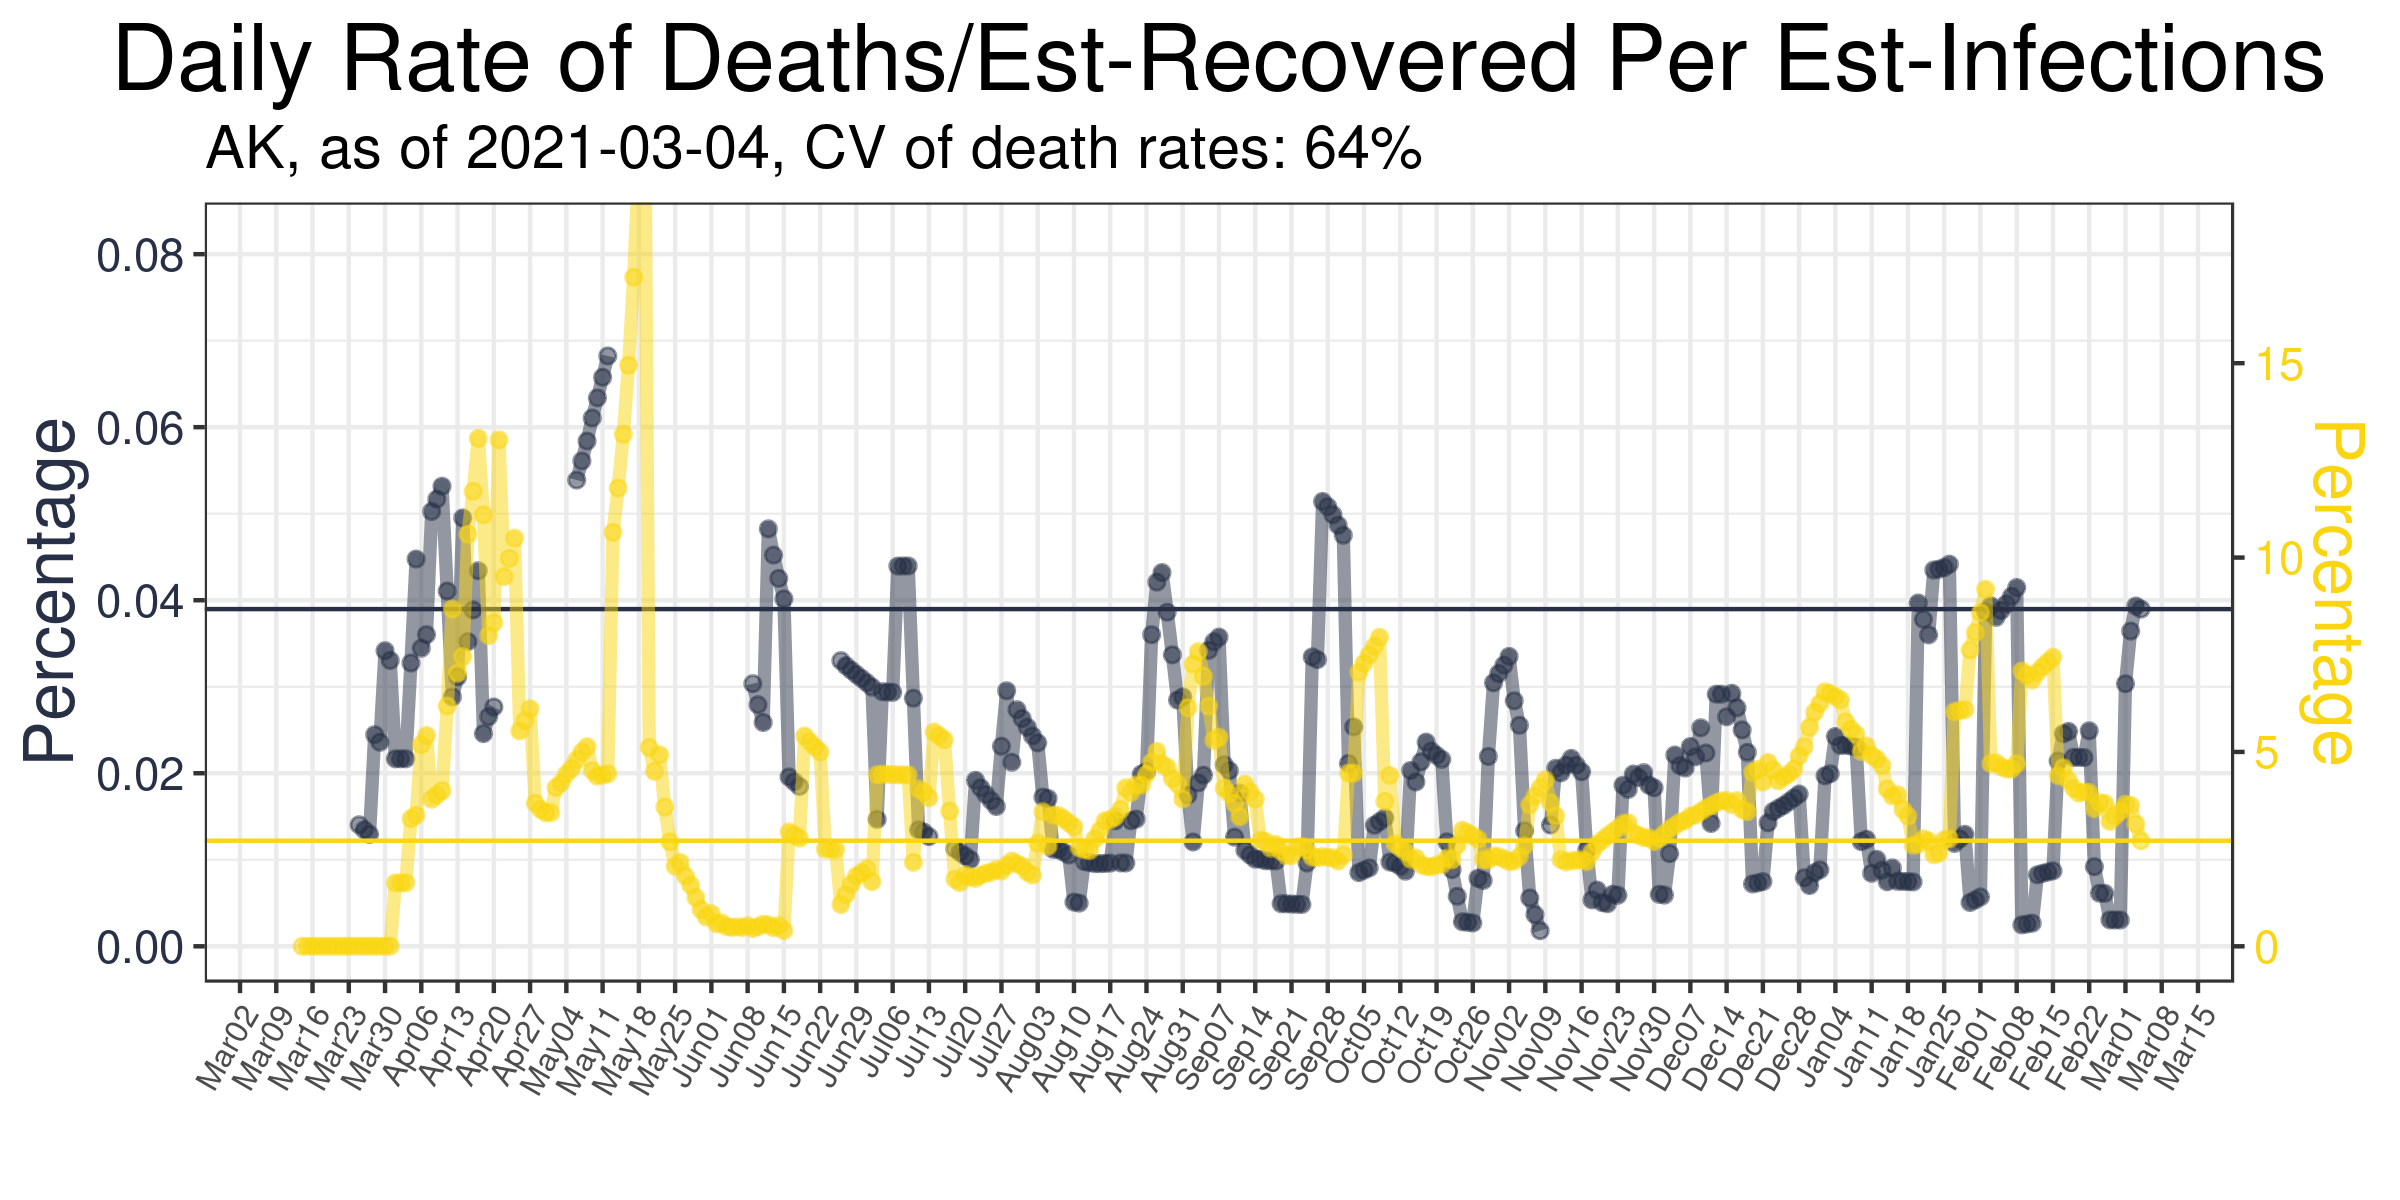 Daily Rate of Deaths/Est-Recovered Per Est-Infections
AK, as of 2021-03-04, CV of death rates: 64%
Percentage
0.08
0.06
0.04
0.02
0.00
15
10
5
0
Percentage
Mar02
Mar09
Mar16
Mar23
Mar30
Apr06
Apr13
Apr20
Apr27
May04
May11
May18
May25
Jun01
Jun08
Jun15
Jun22
Jun29
Jul06
Jul13
Jul20
Jul27
Aug03
Aug10
Aug17
Aug24
Aug31
Sep07
Sep14
Sep21
Sep28
Oct05
Oct12
Oct19
Oct26
Nov02
Nov09
Nov16
Nov23
Nov30
Dec07
Dec14
Dec21
Dec28
Jan04
Jan11
Jan18
Jan25
Feb01
Feb08
Feb15
Feb22
Mar01
Mar08
Mar15